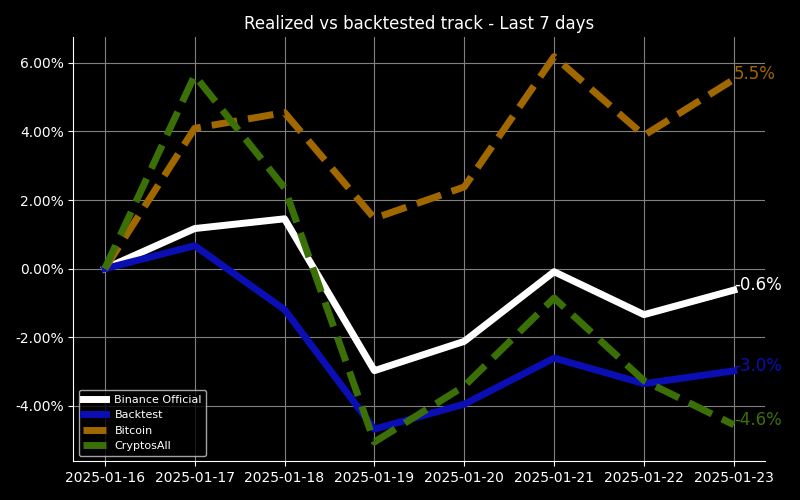 Realized vs backtested track - Last 7 days
6.00%
4.00%
2.00%
0.00%
-2.00%
-4.00%
5.5%
-0.6%
-3.0%
-4.6%
Binance Official
Backtest
Bitcoin
CryptosAll
2025-01-16 2025-01-17 2025-01-18 2025-01-19 2025-01-20 2025-01-21 2025-01-22 2025-01-23